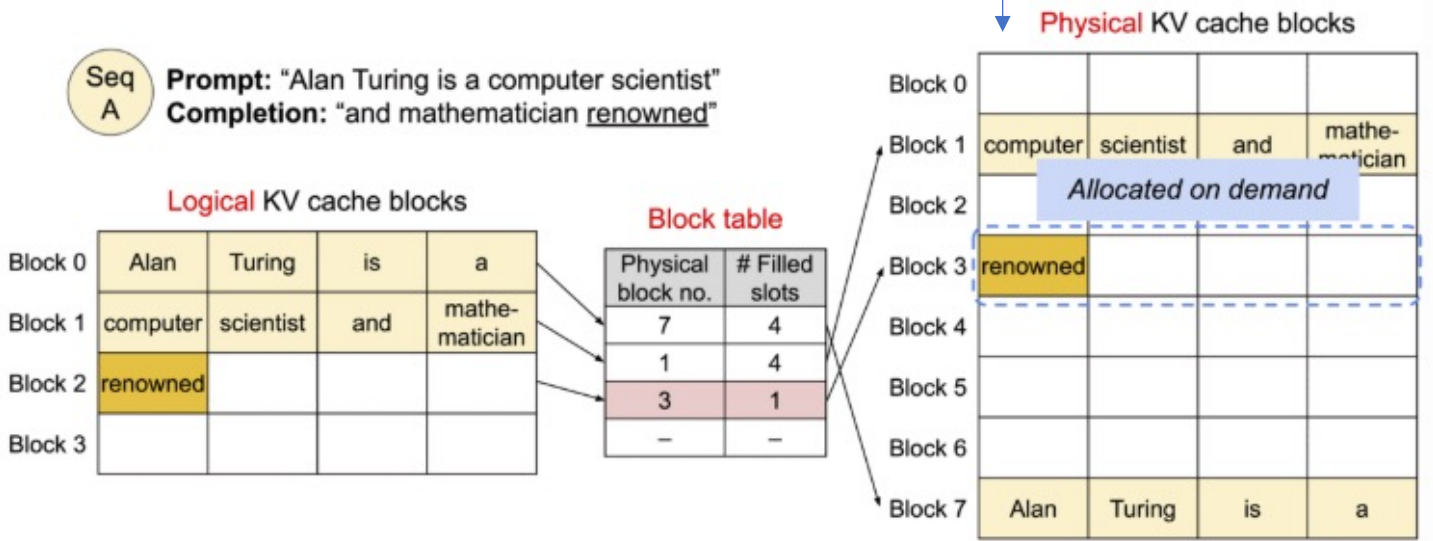 Physical KV cache blocks
Seq
A
Prompt: “Alan Turing is a computer scientist”
Completion: “and mathematician renowned”
Logical KV cache blocks
Block 0 Alan Turing is a
Block 1 computer scientist and mathe-
matician
Block 2 renowned
Block 3
Block table
Physical
block no.
# Filled
slots
7 4
1 4
3 1
– –
Block 0
Block 1 computer scientist and mathe-
matician
Allocated on demand
Block 2
Block 3 renowned
Block 4
Block 5
Block 6
Block 7 Alan Turing is a